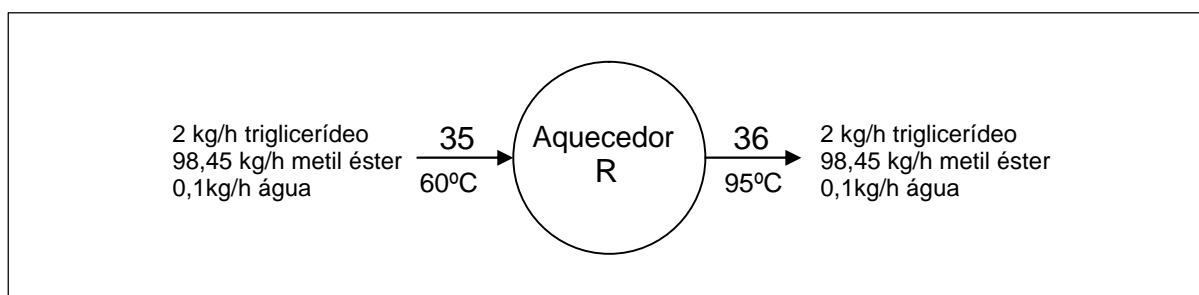 2 kg/h triglicerídeo
98,45 kg/h metil éster
0,1kg/h água
35
60ºC
Aquecedor
R
36
95ºC
2 kg/h triglicerídeo
98,45 kg/h metil éster
0,1kg/h água